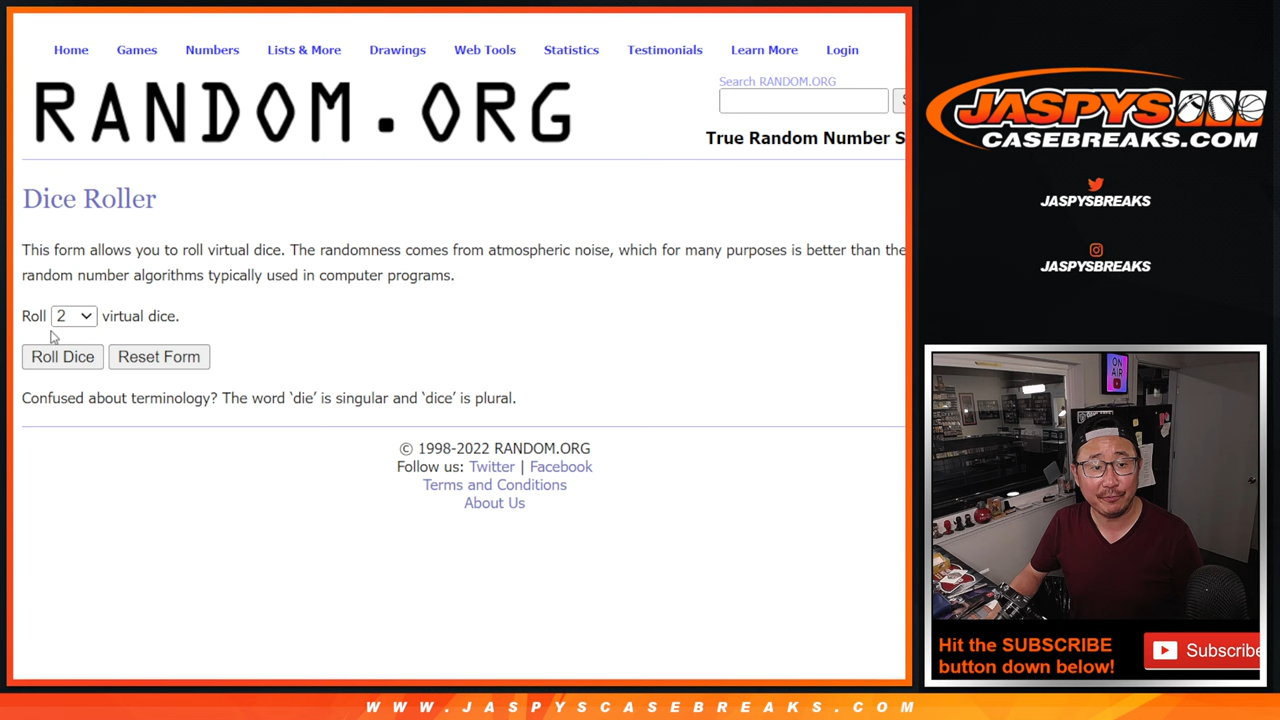 Home Games Numbers Lists & More Drawings Web Tools Statistics Testimonials Learn More Login
RANDOM.ORG
Search RANDOM.ORG
S
True Random Number S
Dice Roller
This form allows you to roll virtual dice. The randomness comes from atmospheric noise, which for many purposes is better than the
random number algorithms typically used in computer programs.
Roll 2 virtual dice.
Roll Dice Reset Form
Confused about terminology? The word ‘die’ is singular and ‘dice’ is plural.
© 1998-2022 RANDOM.ORG
Follow us: Twitter | Facebook
Terms and Conditions
About Us
JASPYS
CASEBREAKS.COM
JASPYSBREAKS
JASPYSBREAKS
ON
AIR
Hit the SUBSCRIBE
button down below!
Subscribe
WWW.JASPYSCASEBREAKS.COM